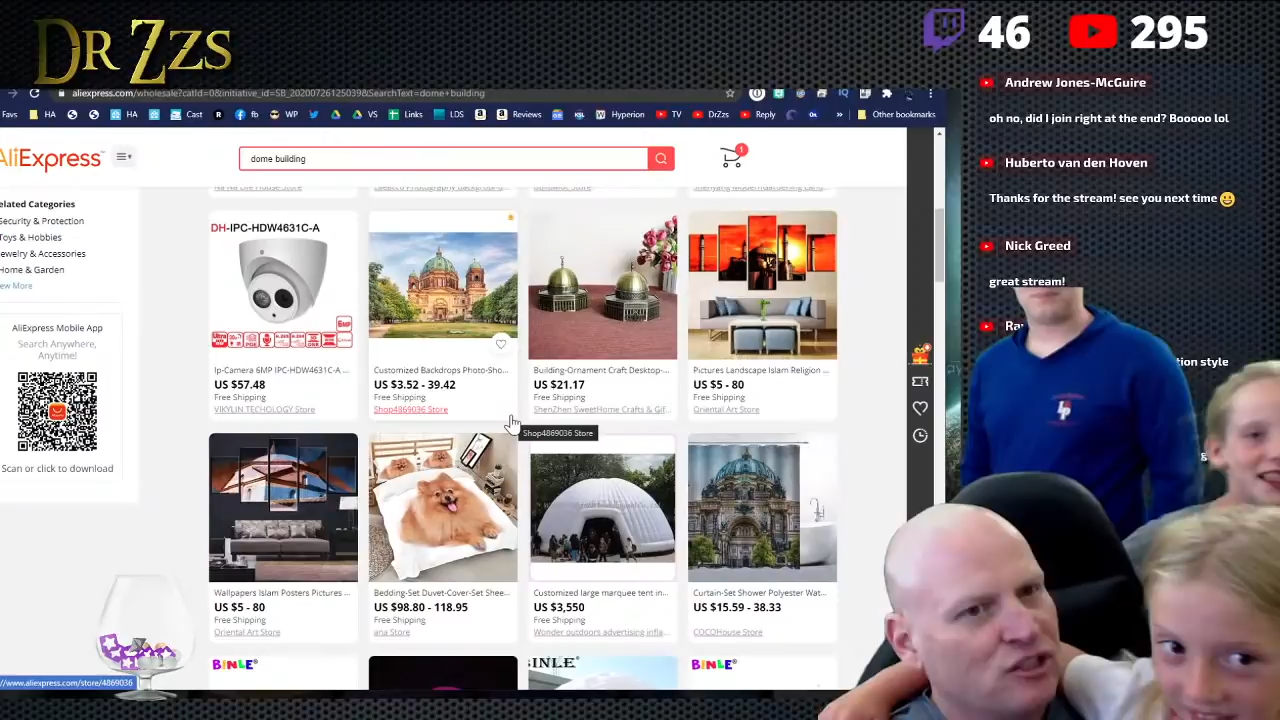 DR ZZS
46
295
aliexpress.com/wholesale?catId=0&initiative_id=SB_20200726125039&SearchText=dome+building
Favs HA HA Cast fb WP VS Links LDS Reviews Hyperion TV DrZzs Reply » Other bookmarks
AliExpress
dome building
1
elated Categories
Security & Protection
Toys & Hobbies
ewelry & Accessories
Home & Garden
ew More
AliExpress Mobile App
Search Anywhere,
Anytime!
Scan or click to download
DH-IPC-HDW4631C-A
6MP
Ip-Camera 6MP IPC-HDW4631C-A ...
US $57.48
Free Shipping
VIKYLIN TECHOLOGY Store
Customized Backdrops Photo-Sho...
US $3.52 - 39.42
Free Shipping
Shop4869036 Store
Shop4869036 Store
Building-Ornament Craft Desktop-...
US $21.17
Free Shipping
ShenZhen SweetHome Crafts & Gif...
Pictures Landscape Islam Religion ...
US $5 - 80
Free Shipping
Oriental Art Store
Wallpapers Islam Posters Pictures ...
US $5 - 80
Free Shipping
Oriental Art Store
Bedding-Set Duvet-Cover-Set Shee...
US $98.80 - 118.95
Free Shipping
ana Store
Customized large marquee tent in...
US $3,550
Free Shipping
Wonder outdoors advertising infla...
Curtain-Set Shower Polyester Wat...
US $15.59 - 38.33
COCOHouse Store
BINLE®
BINLE®
BINLE®
//www.aliexpress.com/store/4869036
Andrew Jones-McGuire
oh no, did I join right at the end? Booooo lol
Huberto van den Hoven
Thanks for the stream! see you next time
Nick Greed
great stream!
tion style